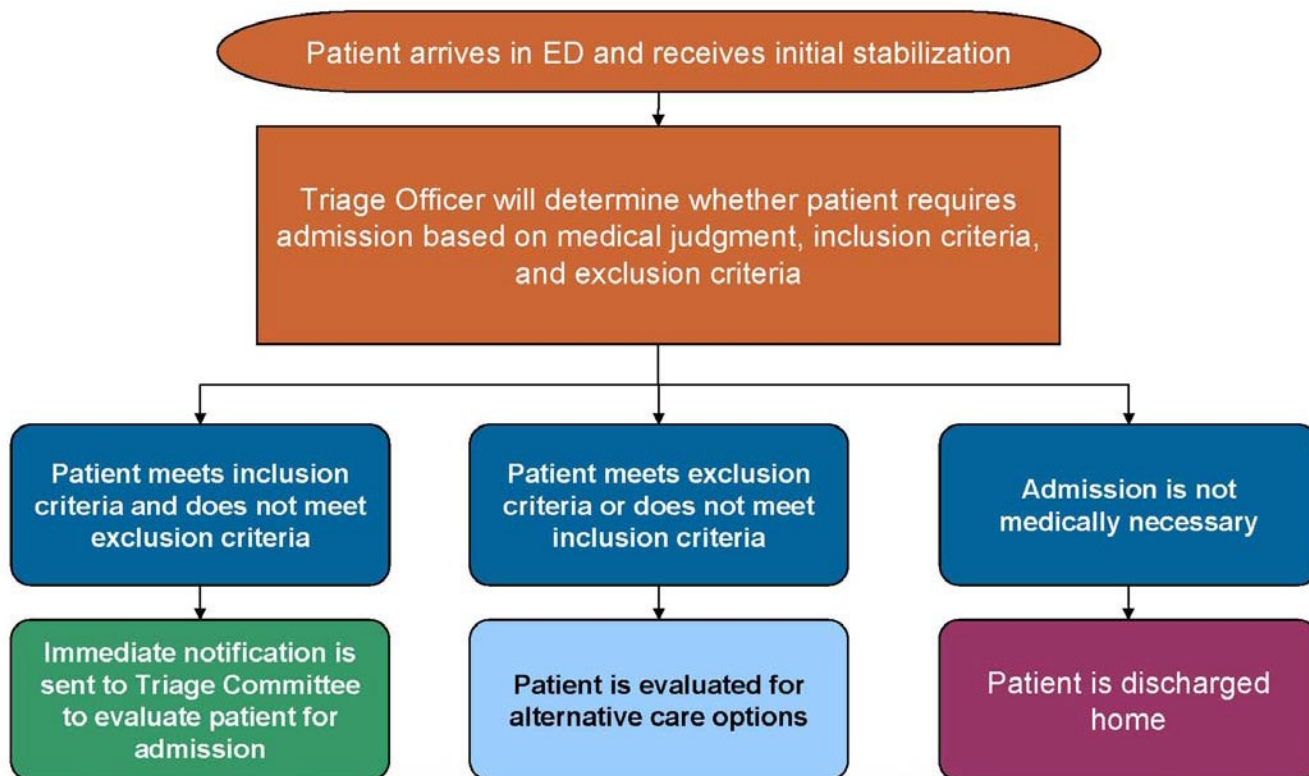 Patient arrives in ED and receives initial stabilization
Triage Officer will determine whether patient requires
admission based on medical judgment, inclusion criteria,
and exclusion criteria
Patient meets inclusion
criteria and does not meet
exclusion criteria
Patient meets exclusion
criteria or does not meet
inclusion criteria
Admission is not
medically necessary
Immediate notification is
sent to Triage Committee
to evaluate patient for
admission
Patient is evaluated for
alternative care options
Patient is discharged
home